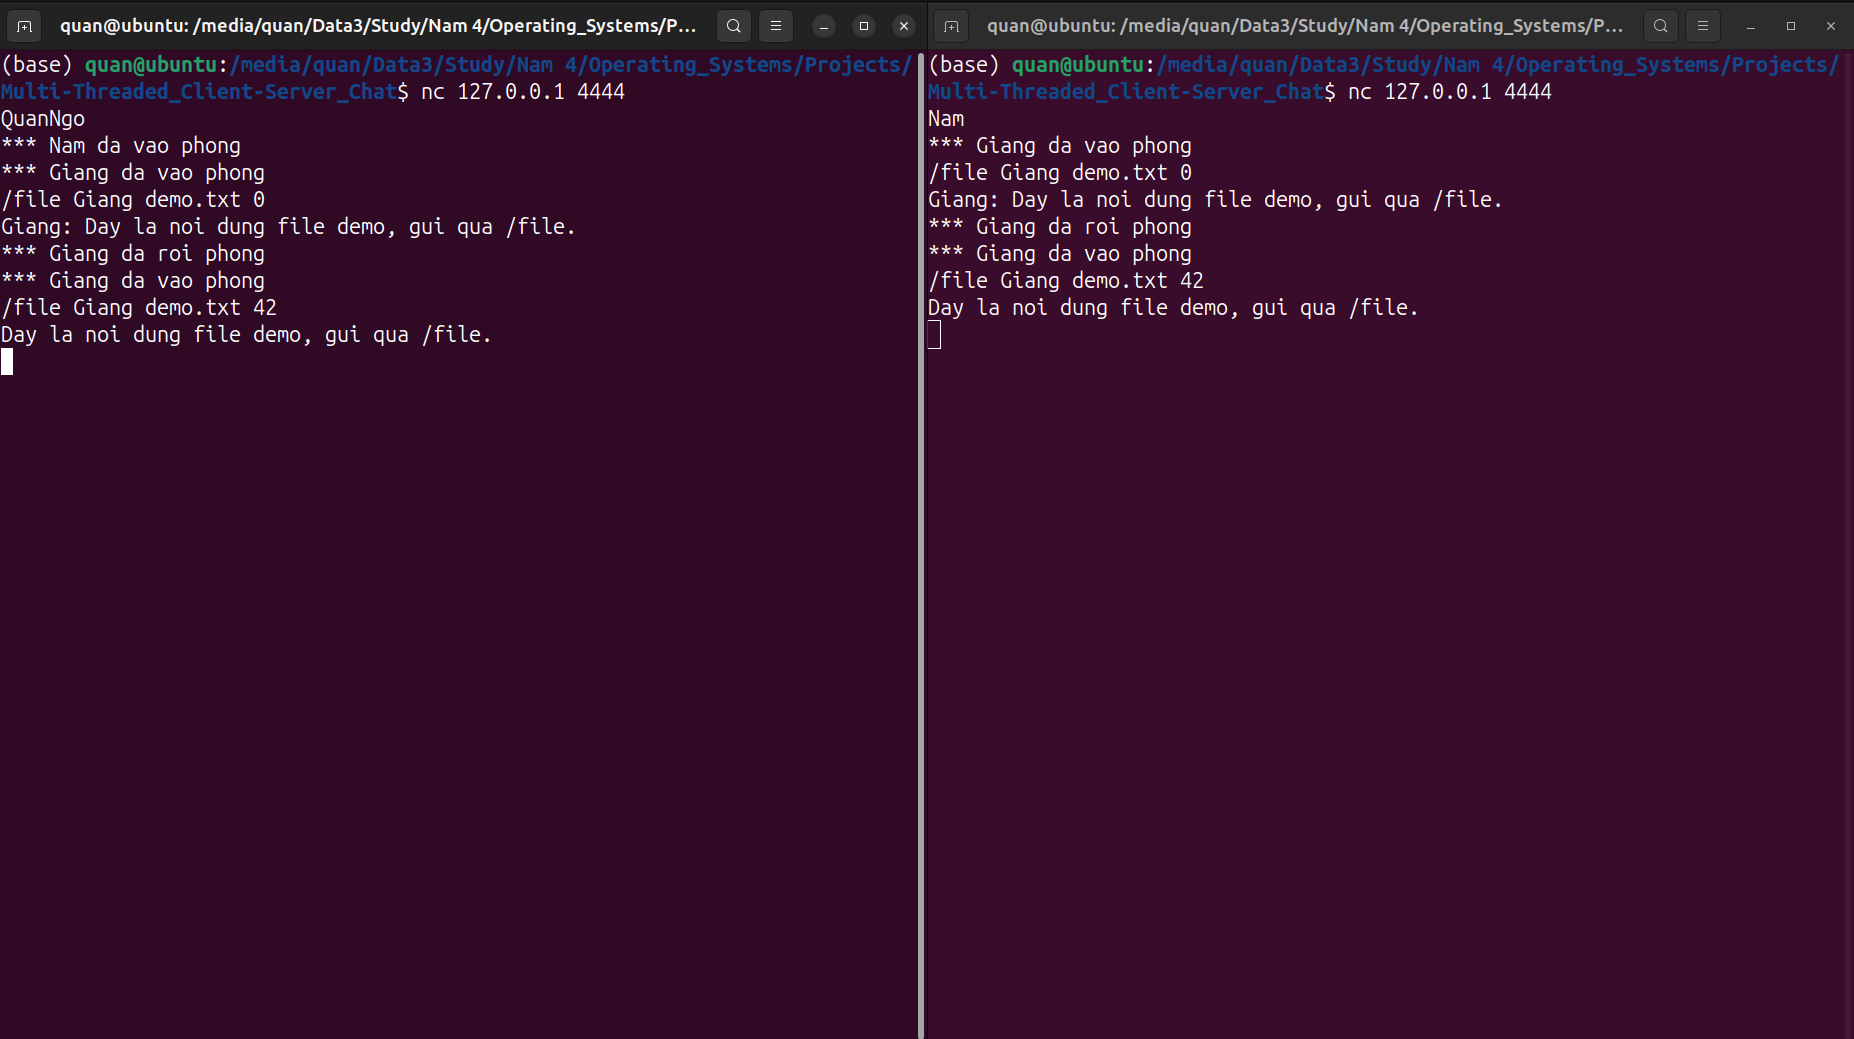 quan@ubuntu: /media/quan/Data3/Study/Nam 4/Operating_Systems/P...
(base) quan@ubuntu:/media/quan/Data3/Study/Nam 4/Operating_Systems/Projects/
Multi-Threaded_Client-Server_Chat$ nc 127.0.0.1 4444
QuanNgo
*** Nam da vao phong
*** Giang da vao phong
/file Giang demo.txt 0
Giang: Day la noi dung file demo, gui qua /file.
*** Giang da roi phong
*** Giang da vao phong
/file Giang demo.txt 42
Day la noi dung file demo, gui qua /file.
quan@ubuntu: /media/quan/Data3/Study/Nam 4/Operating_Systems/P...
(base) quan@ubuntu:/media/quan/Data3/Study/Nam 4/Operating_Systems/Projects/
Multi-Threaded_Client-Server_Chat$ nc 127.0.0.1 4444
Nam
*** Giang da vao phong
/file Giang demo.txt 0
Giang: Day la noi dung file demo, gui qua /file.
*** Giang da roi phong
*** Giang da vao phong
/file Giang demo.txt 42
Day la noi dung file demo, gui qua /file.